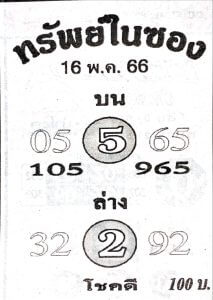 ทรัพย์ในซอง
16 พ.ค. 66
บน
05 5 65
105 965
ล่าง
32 2 92
โชคดี 100 บ.